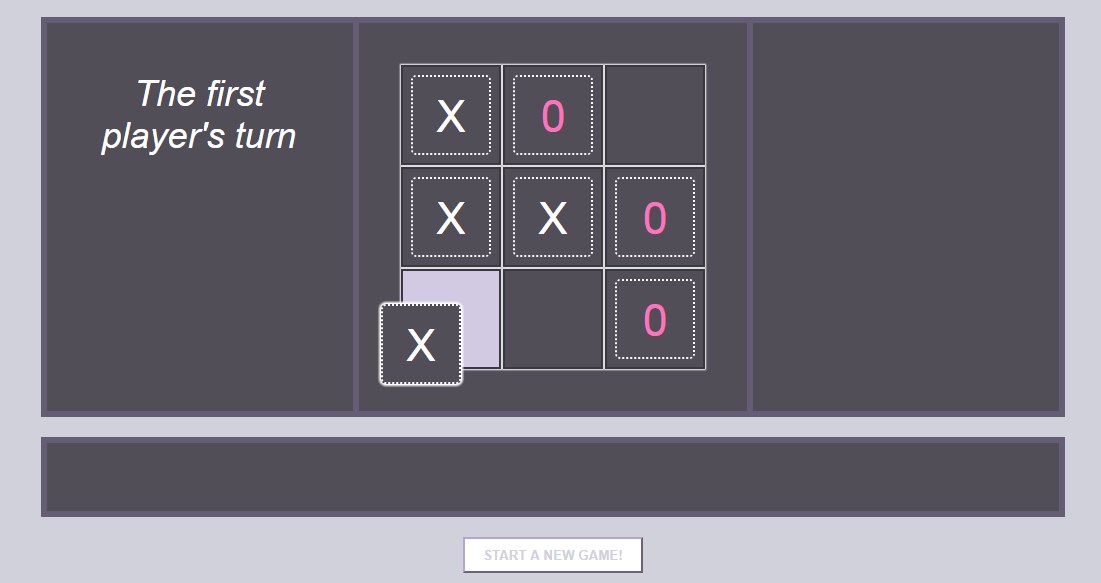 The first
player's turn
X 0
X X 0
X 0
START A NEW GAME!